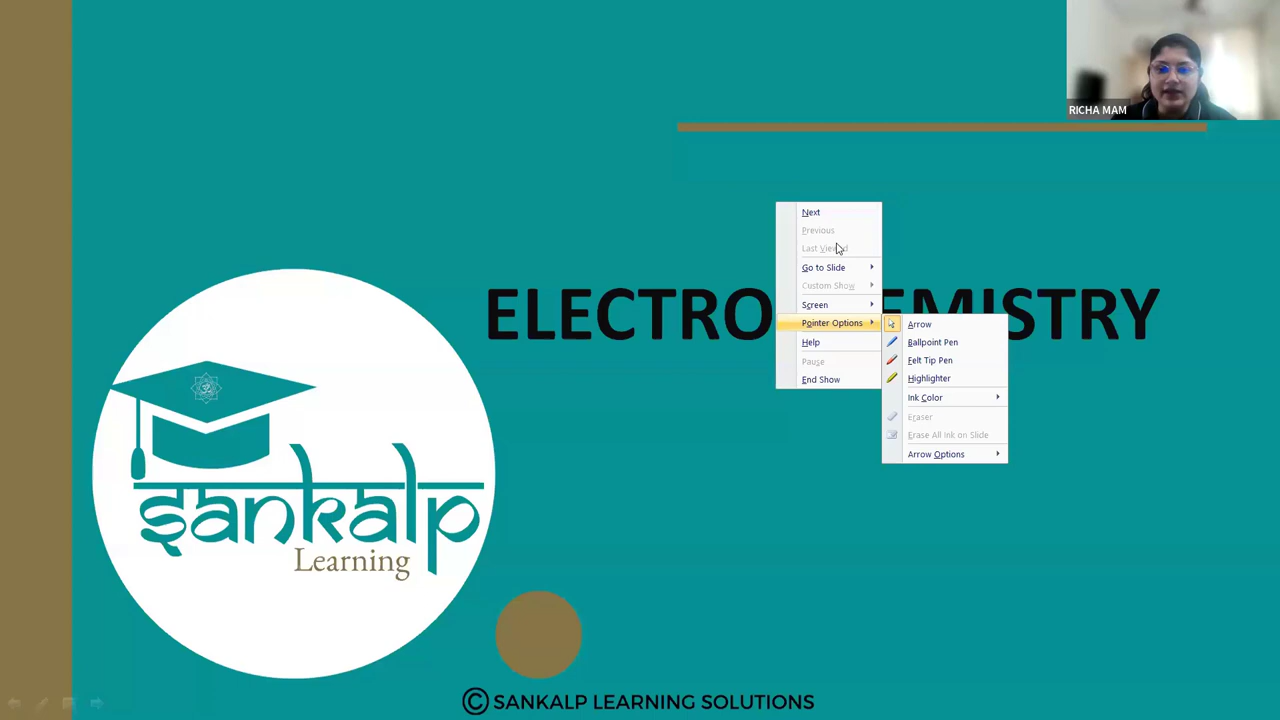 RICHA MAM
Next
Previous
Last Viewed
Go to Slide
Custom Show
Screen
Pointer Options
Help
Pause
End Show
Arrow
Ballpoint Pen
Felt Tip Pen
Highlighter
Ink Color
Eraser
Erase All Ink on Slide
Arrow Options
ELECTRO EMISTRY
ॐ
sankalp
Learning
© SANKALP LEARNING SOLUTIONS